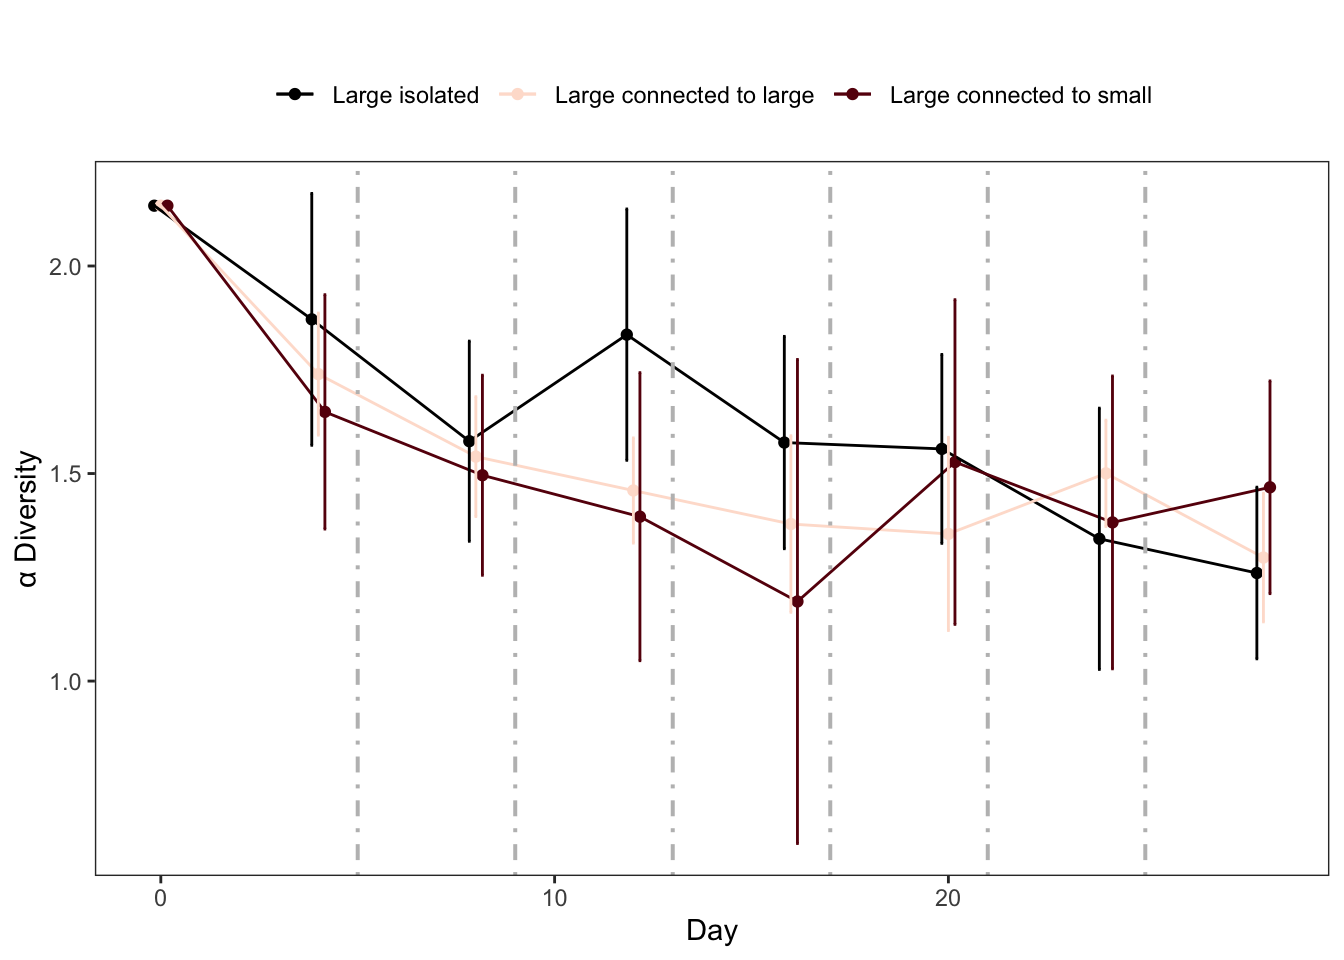 Large isolated Large connected to large Large connected to small
α Diversity
2.0
1.5
1.0
0 10 20
Day